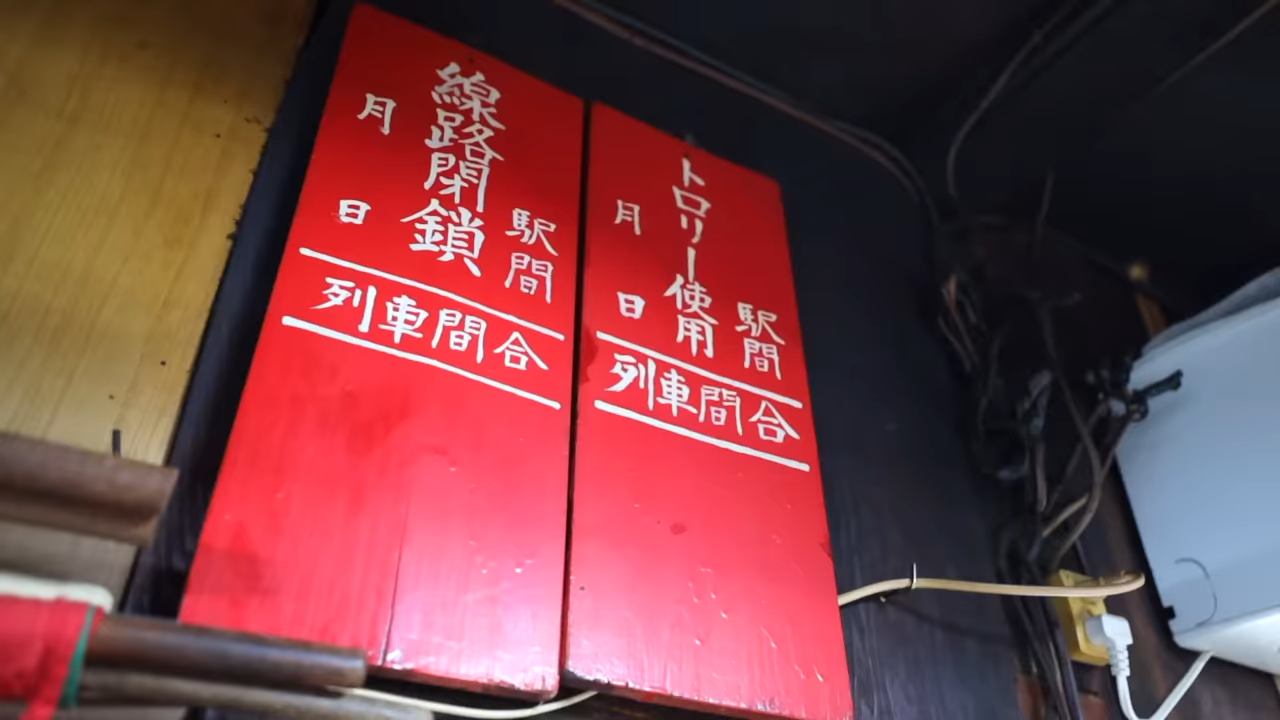 月 日
線路閉鎖
駅間
列車間合
月 日
トロリー使用
駅間
列車間合